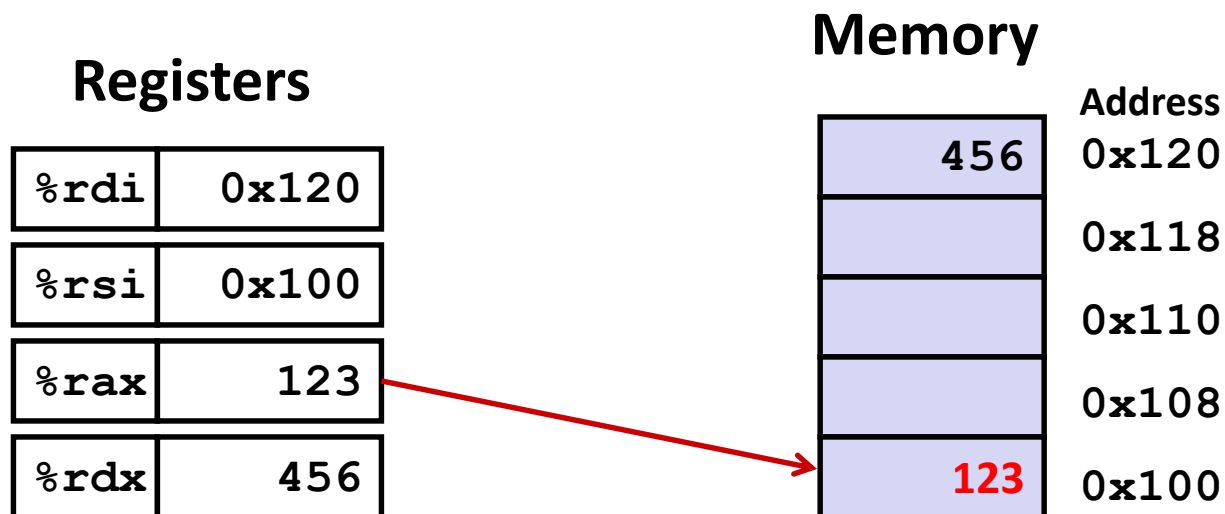 Registers
%rdi 0x120
%rsi 0x100
%rax 123
%rdx 456
Memory
Address
456 0x120
0x118
0x110
0x108
123 0x100